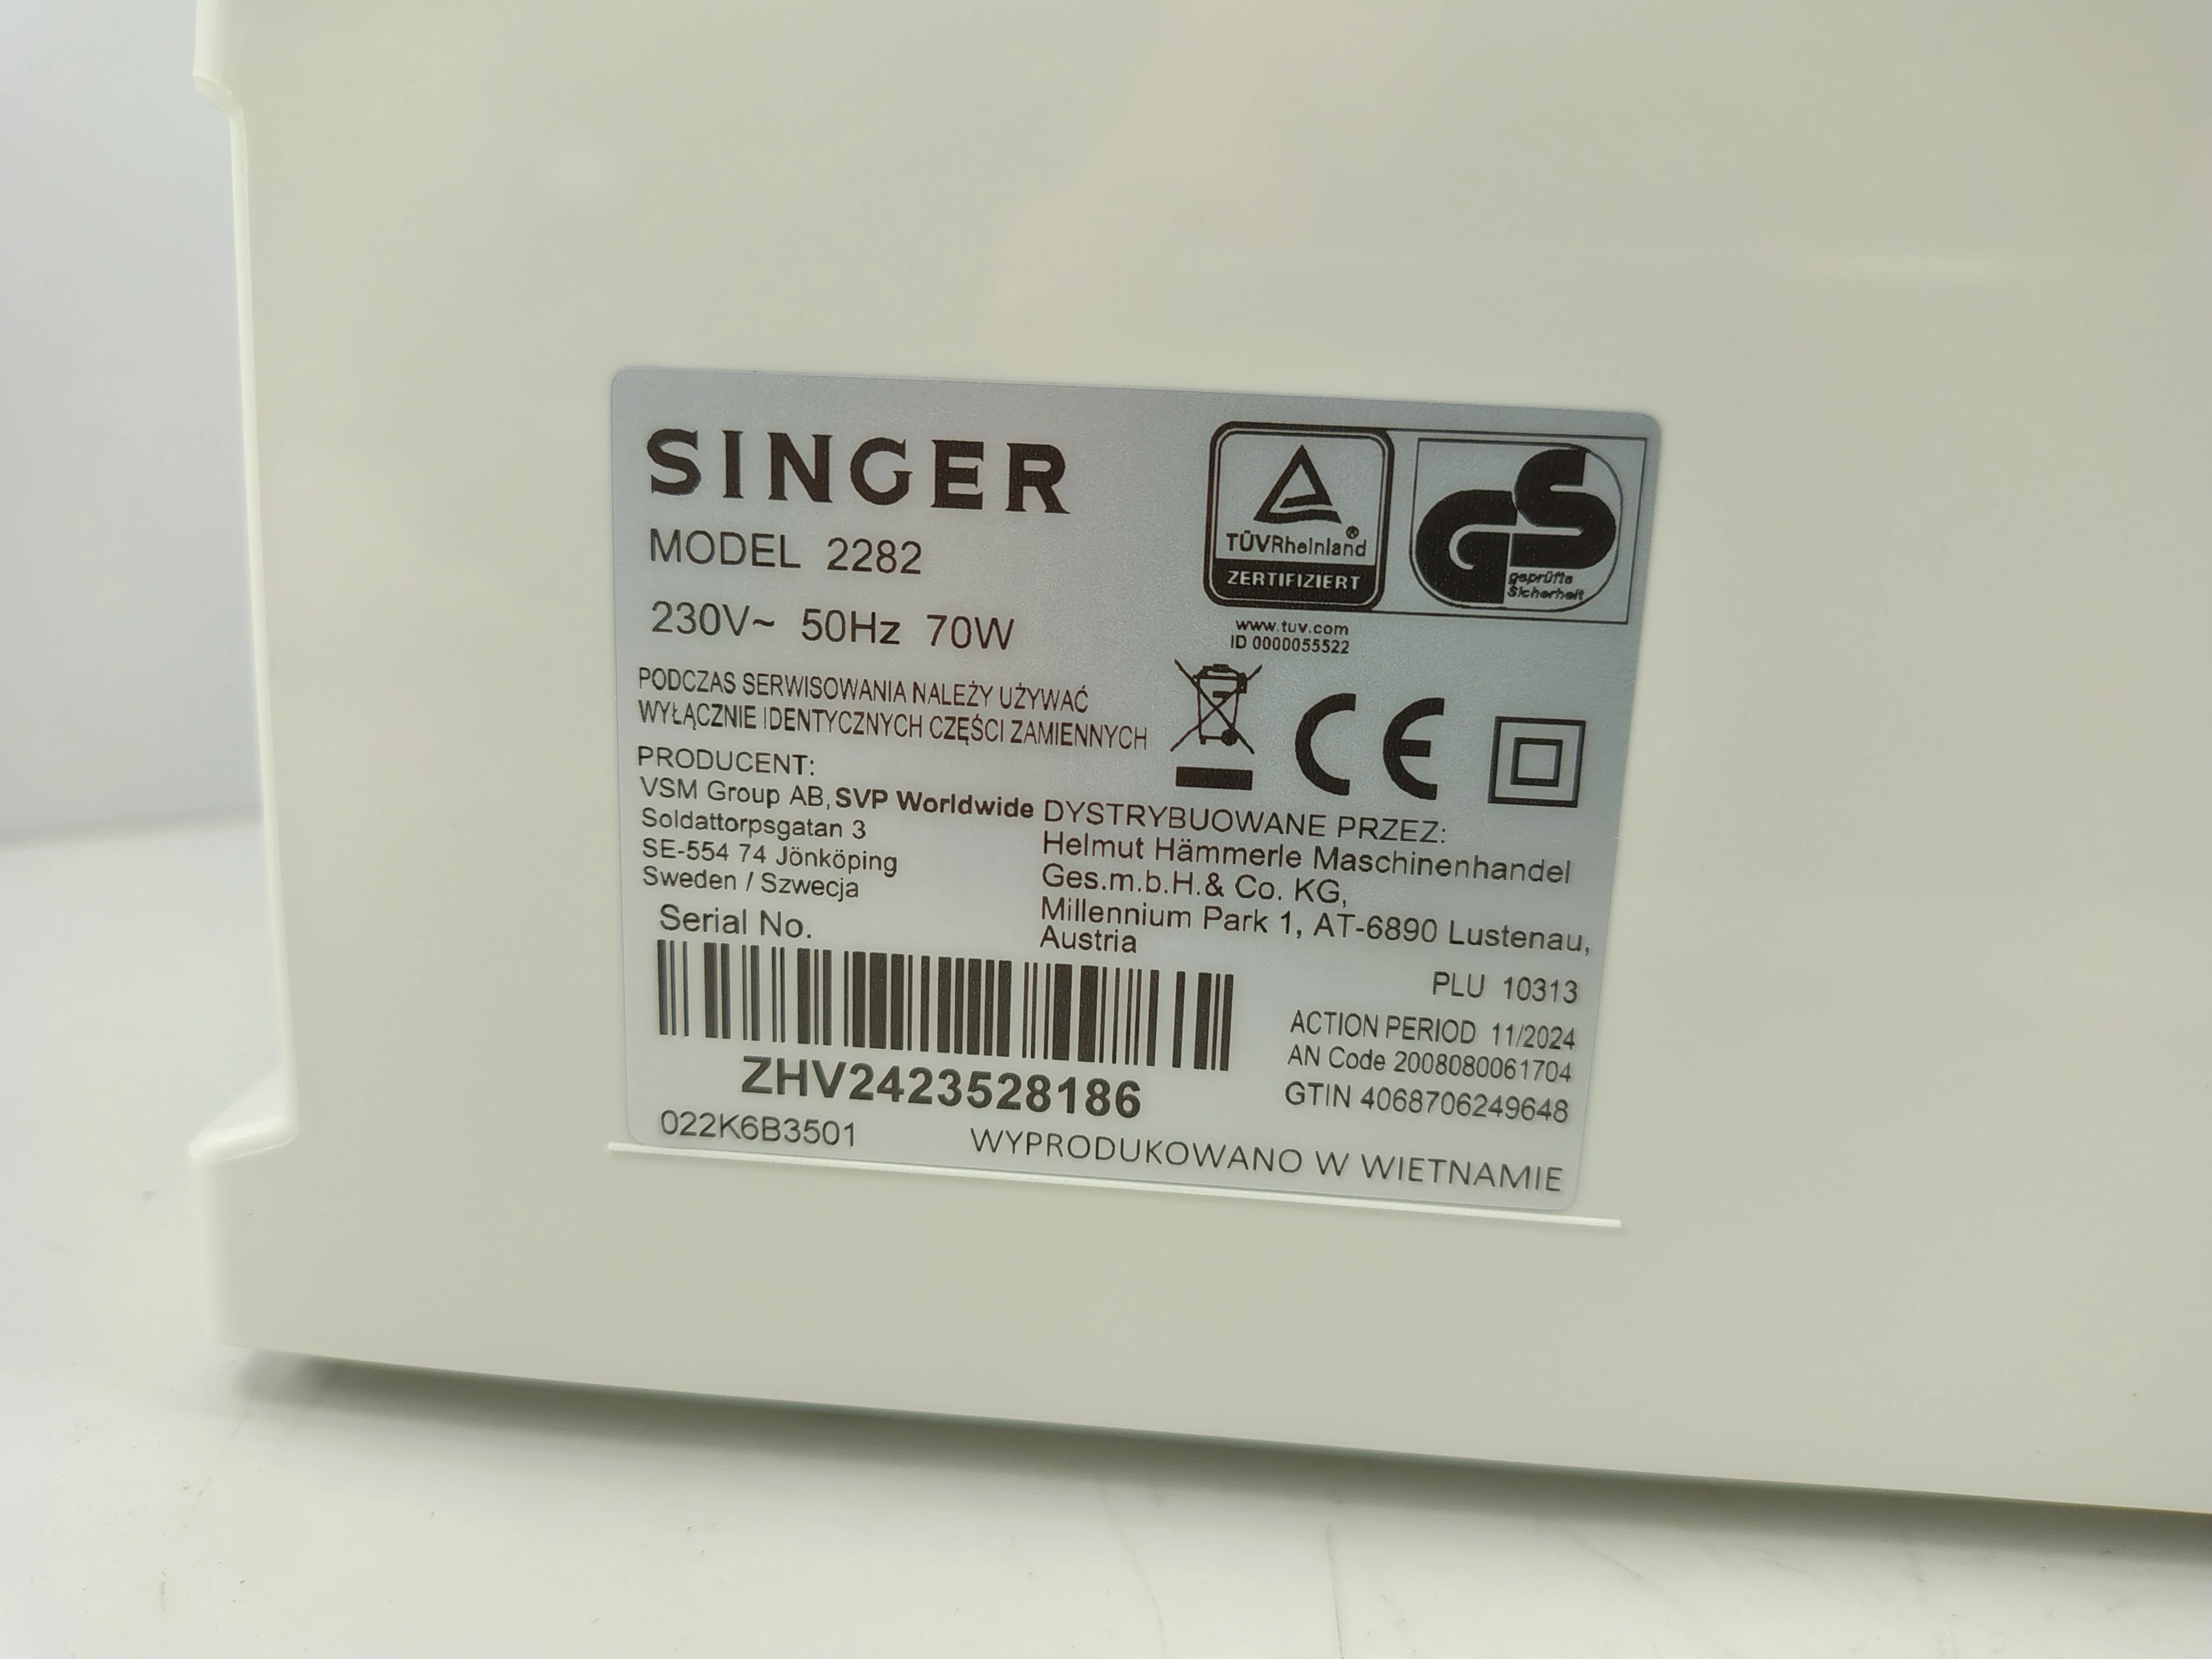 SINGER
MODEL 2282
230V~ 50Hz 70W
TÜVRheinland®
ZERTIFIZIERT
GS
geprüfte
Sicherheit
www.tuv.com
ID 0000055522
PODCZAS SERWISOWANIA NALEŻY UŻYWAĆ
WYŁĄCZNIE IDENTYCZNYCH CZĘŚCI ZAMIENNYCH
CE
PRODUCENT:
VSM Group AB, SVP Worldwide
Soldattorpsgatan 3
SE-554 74 Jönköping
Sweden / Szwecja
DYSTRYBUOWANE PRZEZ:
Helmut Hämmerle Maschinenhandel
Ges.m.b.H.& Co. KG,
Millennium Park 1, AT-6890 Lustenau,
Austria
Serial No.
ZHV2423528186
022K6B3501
PLU 10313
ACTION PERIOD 11/2024
AN Code 2008080061704
GTIN 4068706249648
WYPRODUKOWANO W WIETNAMIE